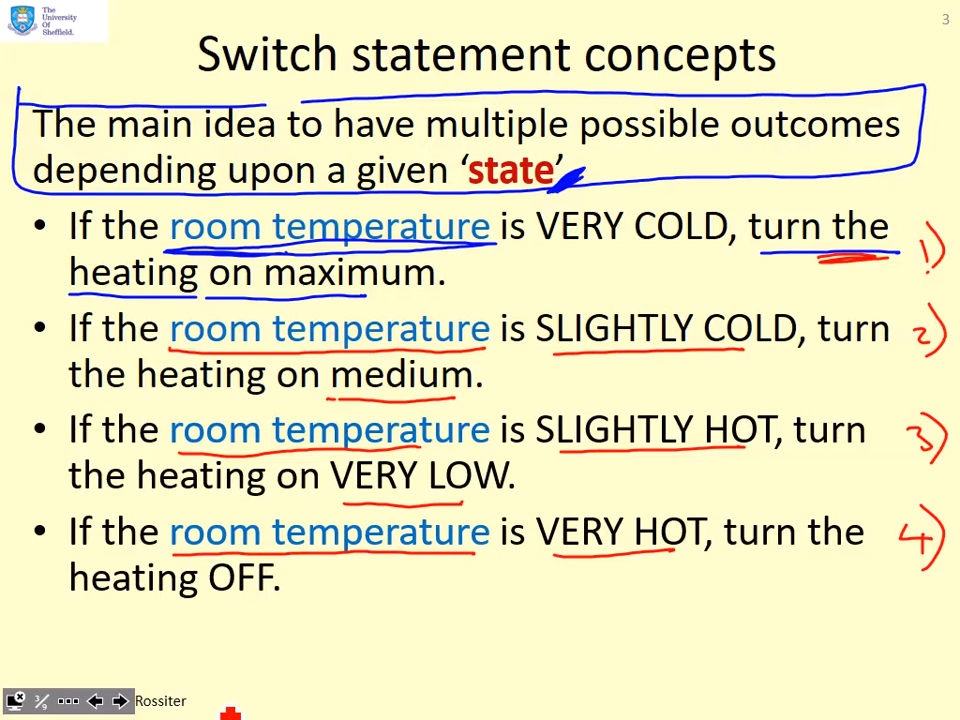 The
University
Of
Sheffield.
3
Switch statement concepts
The main idea to have multiple possible outcomes
depending upon a given ‘state’
• If the room temperature is VERY COLD, turn the
heating on maximum.
1)
• If the room temperature is SLIGHTLY COLD, turn
the heating on medium.
2)
• If the room temperature is SLIGHTLY HOT, turn
the heating on VERY LOW.
3)
• If the room temperature is VERY HOT, turn the
heating OFF.
4)
3/9
Rossiter